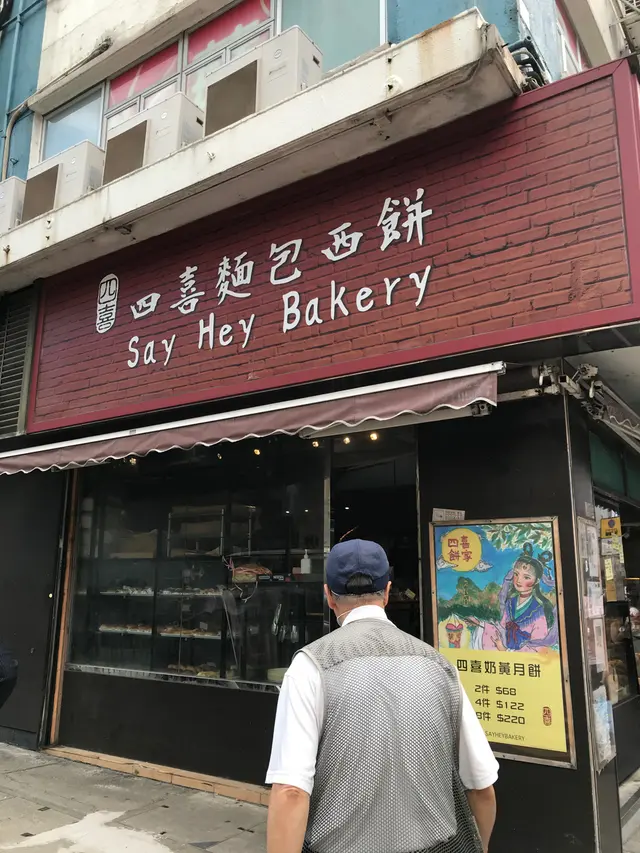 四喜
四喜麵包西餅
Say Hey Bakery
四喜
餅家
四喜奶黃月餅
2件 $68
4件 $122
8件 $220
SAYHEYBAKERY